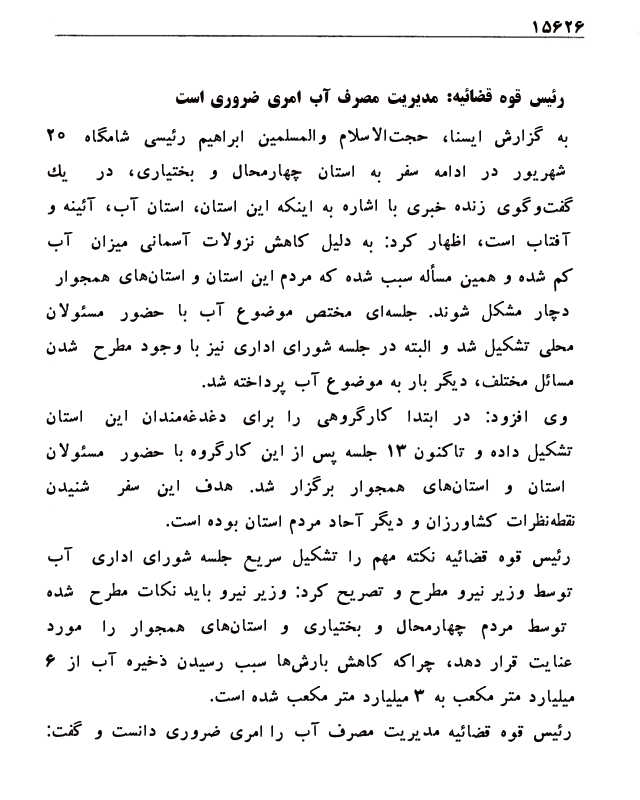 ۱۵۶۲۶
رئیس قوه قضائیه: مدیریت مصرف آب امری ضروری است
به گزارش ایسنا، حجت‌الاسلام والمسلمین ابراهیم رئیسی شامگاه ۲۰
شهریور در ادامه سفر به استان چهارمحال و بختیاری، در یك
گفت‌وگوی زنده خبری با اشاره به اینکه این استان، استان آب، آئینه و
آفتاب است، اظهار کرد: به دلیل کاهش نزولات آسمانی میزان آب
کم شده و همین مسأله سبب شده که مردم این استان و استان‌های همجوار
دچار مشکل شوند. جلسه‌ای مختص موضوع آب با حضور مسئولان
محلی تشکیل شد و البته در جلسه شورای اداری نیز با وجود مطرح شدن
مسائل مختلف، دیگر بار به موضوع آب پرداخته شد.
وی افزود: در ابتدا کارگروهی را برای دغدغه‌مندان این استان
تشکیل داده و تاکنون ۱۳ جلسه پس از این کارگروه با حضور مسئولان
استان و استان‌های همجوار برگزار شد. هدف این سفر شنیدن
نقطه‌نظرات کشاورزان و دیگر آحاد مردم استان بوده است.
رئیس قوه قضائیه نکته مهم را تشکیل سریع جلسه شورای اداری آب
توسط وزیر نیرو مطرح و تصریح کرد: وزیر نیرو باید نکات مطرح شده
توسط مردم چهارمحال و بختیاری و استان‌های همجوار را مورد
عنایت قرار دهد، چراکه کاهش بارش‌ها سبب رسیدن ذخیره آب از ۶
میلیارد متر مکعب به ۳ میلیارد متر مکعب شده است.
رئیس قوه قضائیه مدیریت مصرف آب را امری ضروری دانست و گفت: